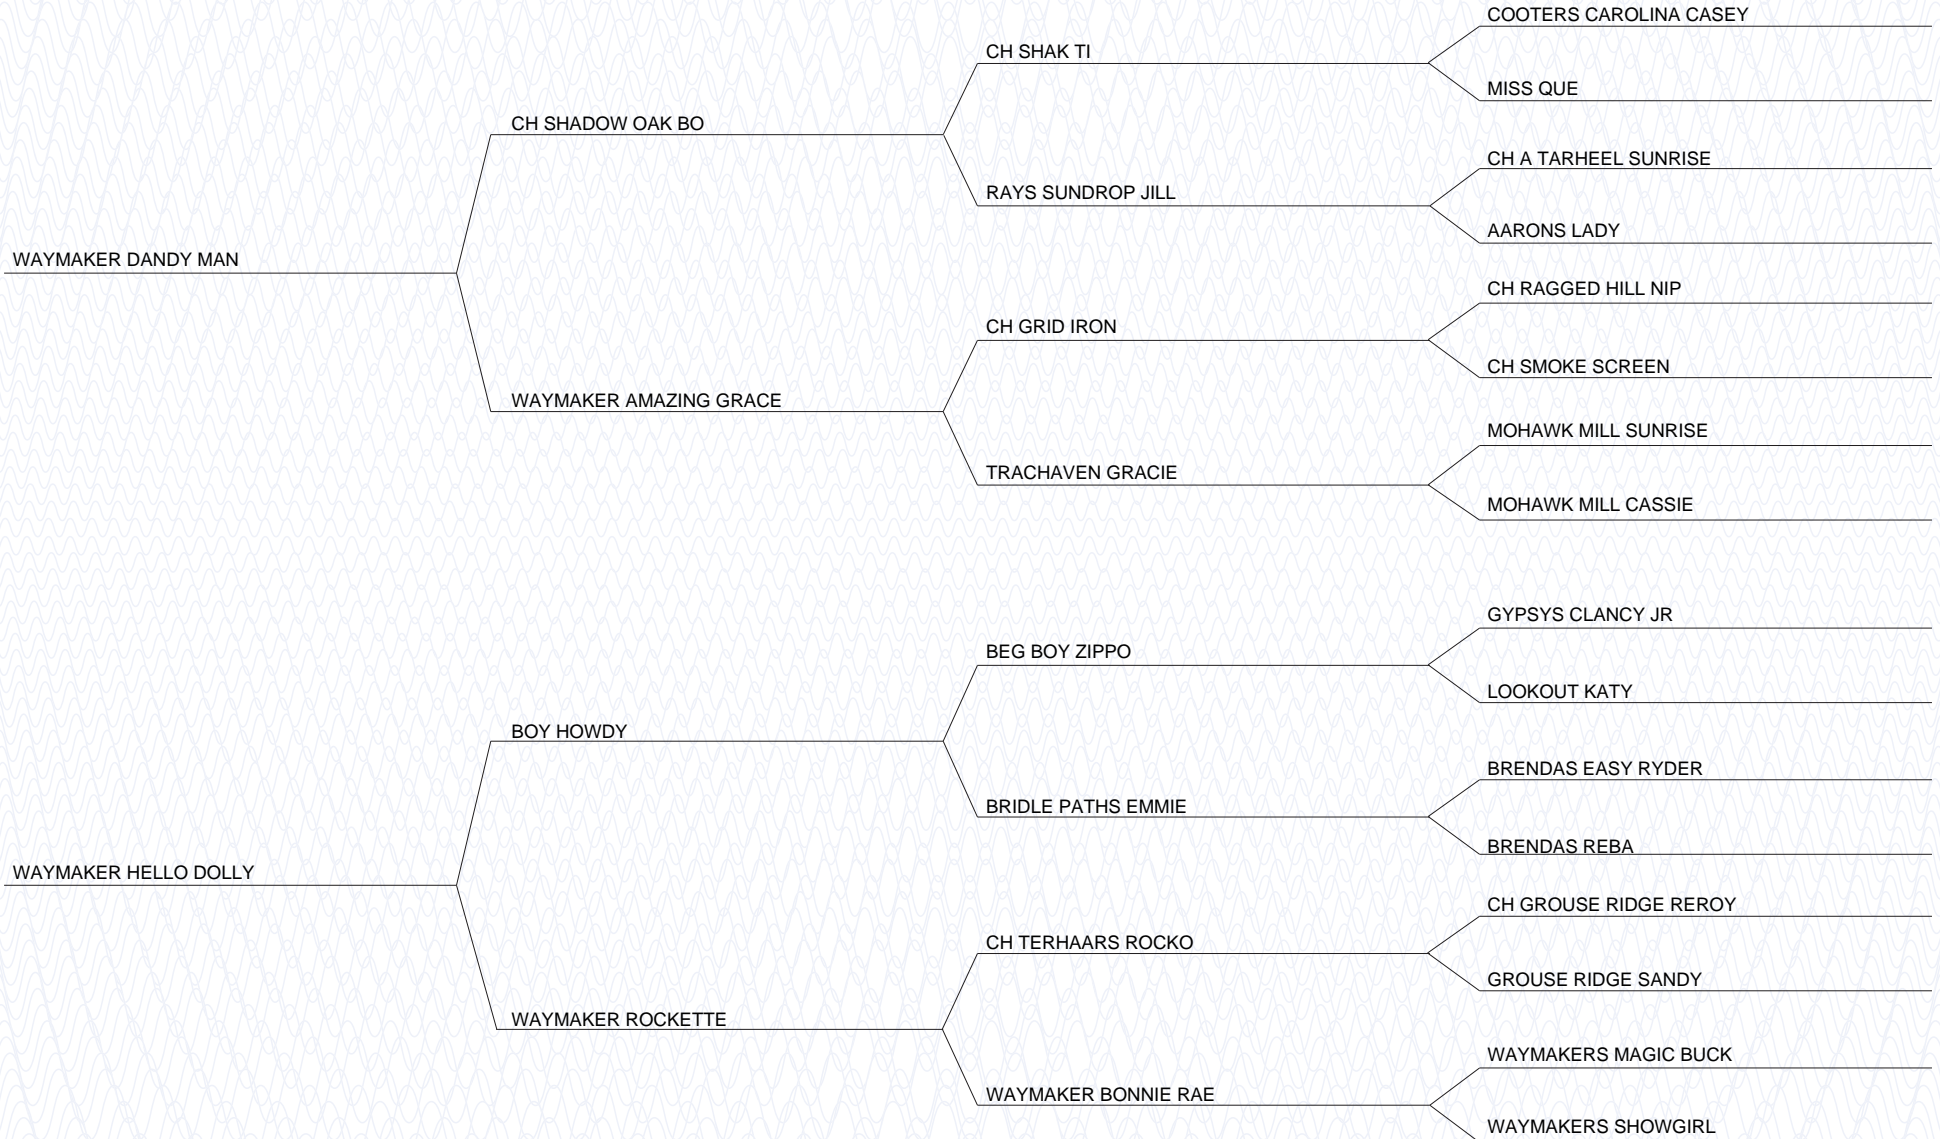 COOTERS CAROLINA CASEY
CH SHAK TI
MISS QUE
CH SHADOW OAK BO
CH A TARHEEL SUNRISE
RAYS SUNDROP JILL
AARONS LADY
WAYMAKER DANDY MAN
CH RAGGED HILL NIP
CH GRID IRON
CH SMOKE SCREEN
WAYMAKER AMAZING GRACE
MOHAWK MILL SUNRISE
TRACHAVEN GRACIE
MOHAWK MILL CASSIE
GYPSYS CLANCY JR
BEG BOY ZIPPO
LOOKOUT KATY
BOY HOWDY
BRENDAS EASY RYDER
BRIDLE PATHS EMMIE
BRENDAS REBA
WAYMAKER HELLO DOLLY
CH GROUSE RIDGE REROY
CH TERHAARS ROCKO
GROUSE RIDGE SANDY
WAYMAKER ROCKETTE
WAYMAKERS MAGIC BUCK
WAYMAKER BONNIE RAE
WAYMAKERS SHOWGIRL